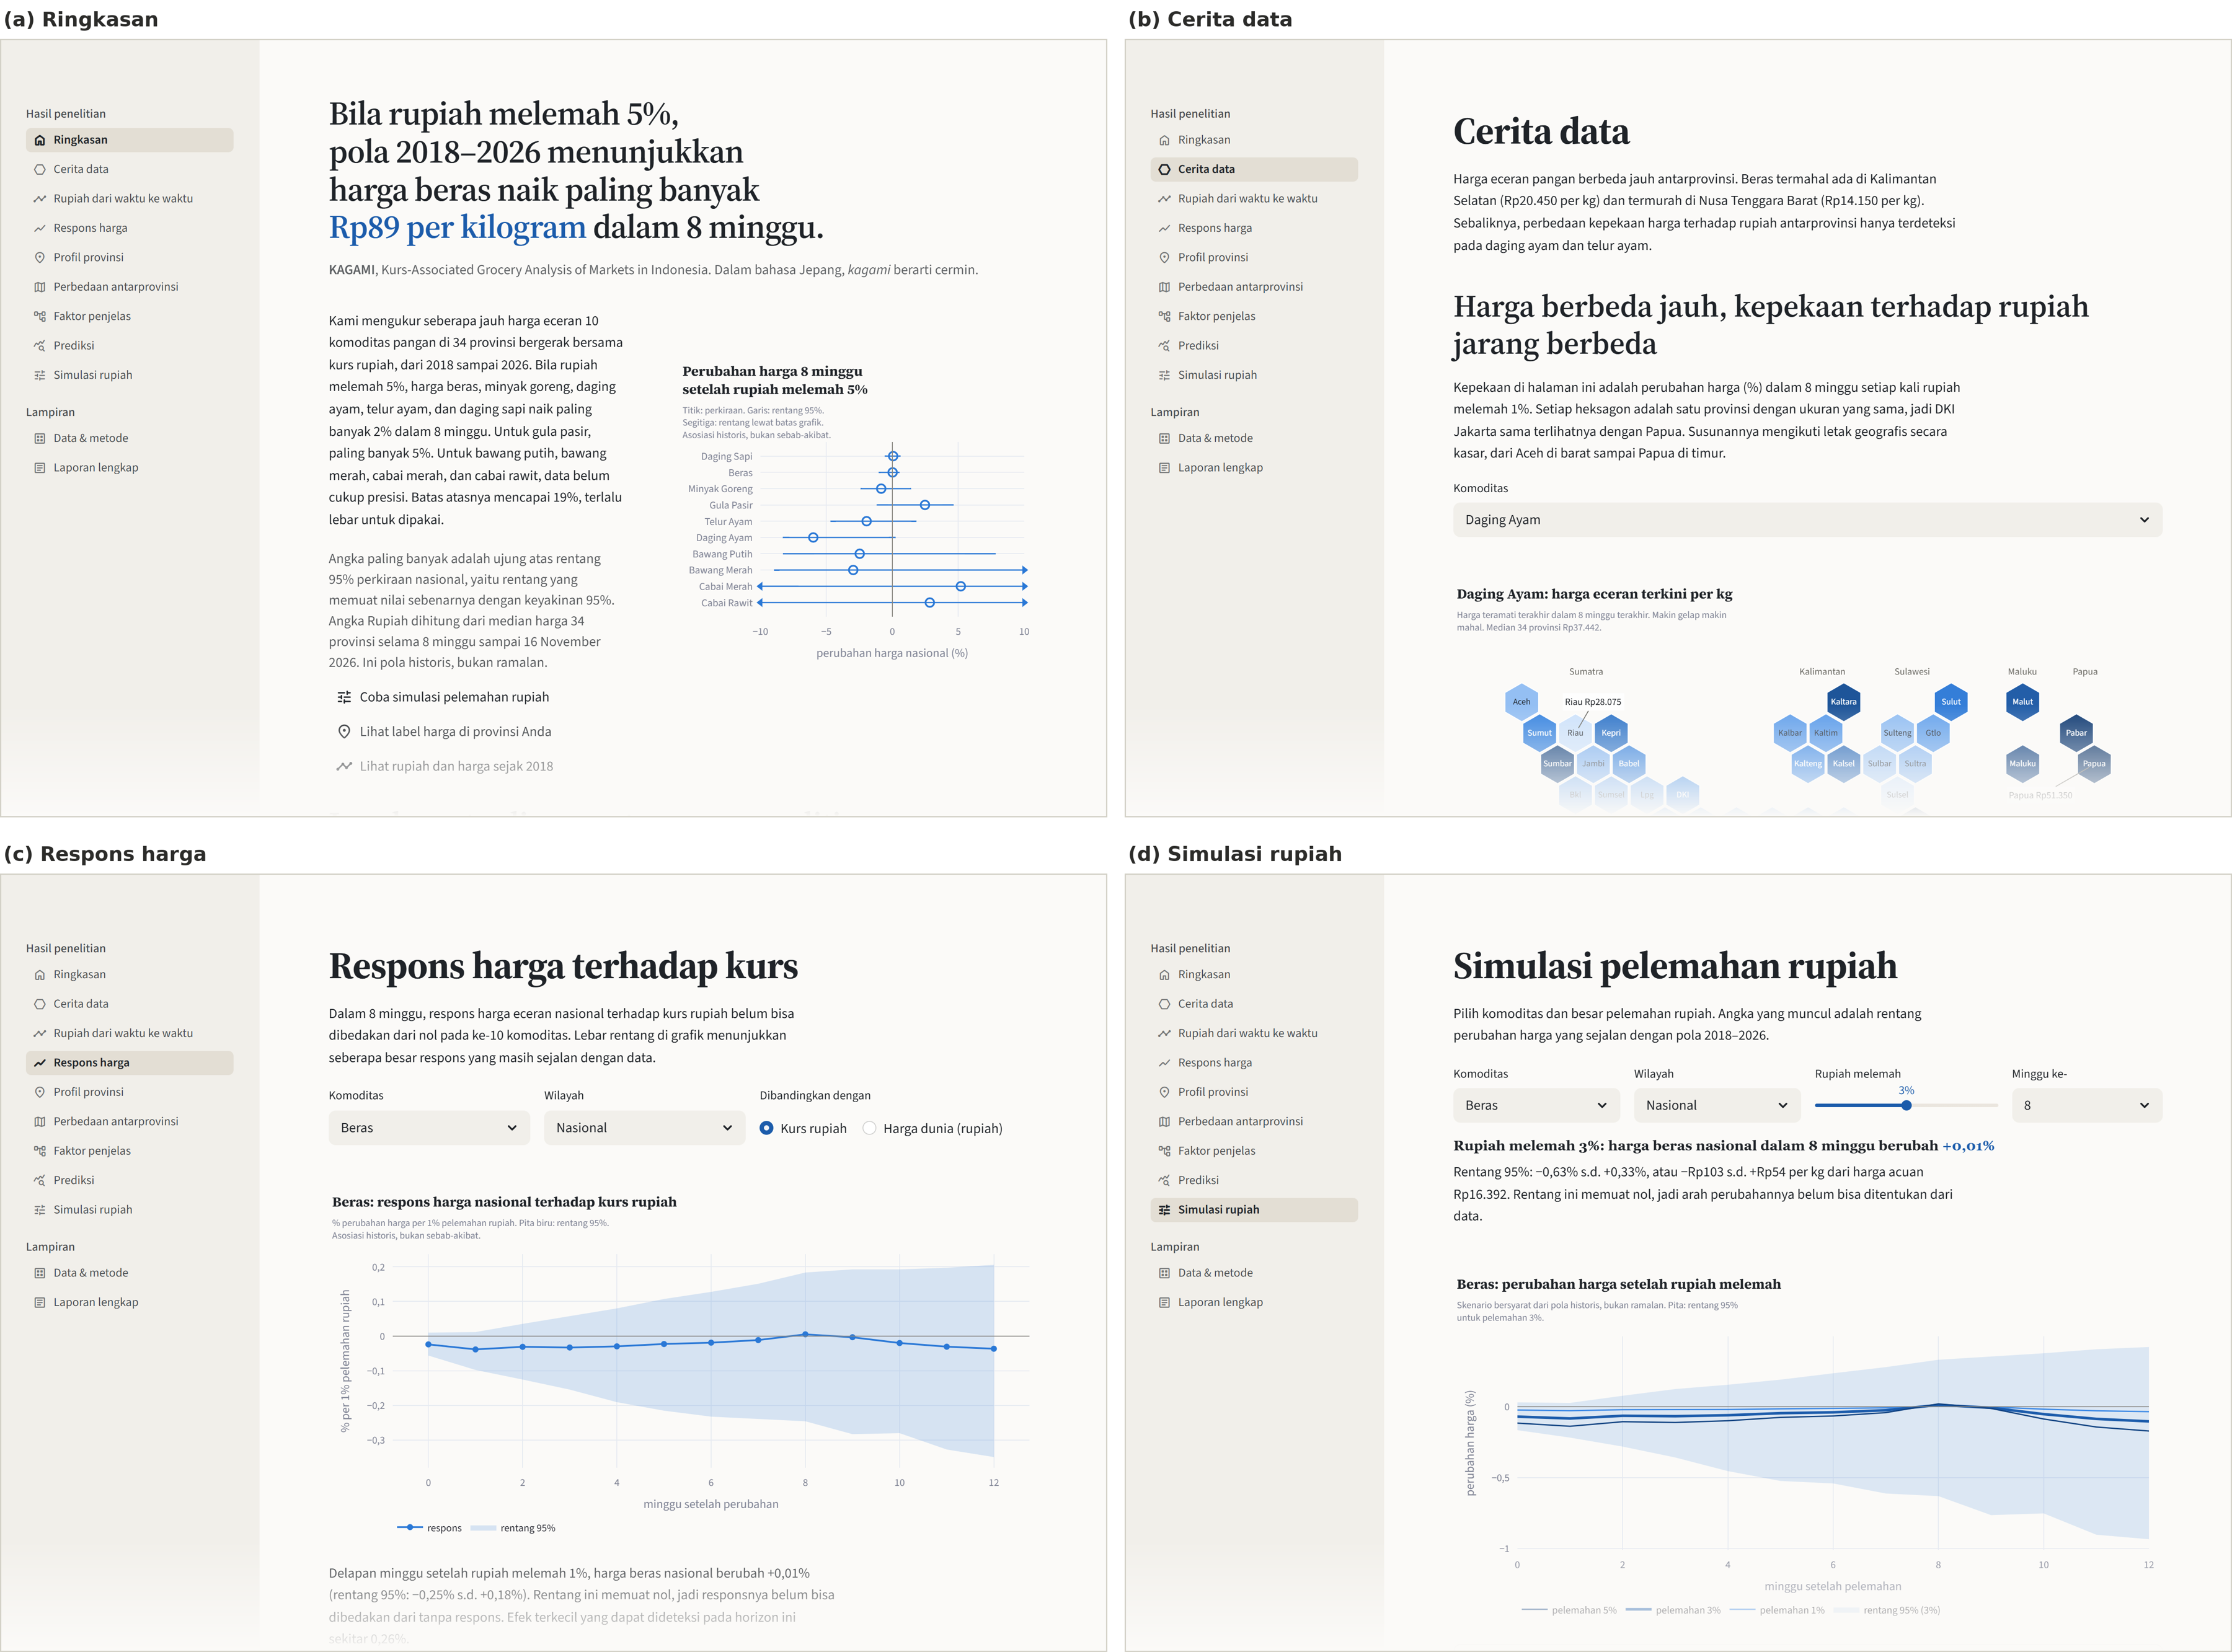 (a) Ringkasan
Hasil penelitian
Ringkasan
Cerita data
Rupiah dari waktu ke waktu
Respons harga
Profil provinsi
Perbedaan antarprovinsi
Faktor penjelas
Prediksi
Simulasi rupiah
Lampiran
Data & metode
Laporan lengkap
Bila rupiah melemah 5%,
pola 2018–2026 menunjukkan
harga beras naik paling banyak
Rp89 per kilogram dalam 8 minggu.
KAGAMI, Kurs-Associated Grocery Analysis of Markets in Indonesia. Dalam bahasa Jepang, kagami berarti cermin.
Kami mengukur seberapa jauh harga eceran 10
komoditas pangan di 34 provinsi bergerak bersama
kurs rupiah, dari 2018 sampai 2026. Bila rupiah
melemah 5%, harga beras, minyak goreng, daging
ayam, telur ayam, dan daging sapi naik paling
banyak 2% dalam 8 minggu. Untuk gula pasir,
paling banyak 5%. Untuk bawang putih, bawang
merah, cabai merah, dan cabai rawit, data belum
cukup presisi. Batas atasnya mencapai 19%, terlalu
lebar untuk dipakai.
Angka paling banyak adalah ujung atas rentang
95% perkiraan nasional, yaitu rentang yang
memuat nilai sebenarnya dengan keyakinan 95%.
Angka Rupiah dihitung dari median harga 34
provinsi selama 8 minggu sampai 16 November
2026. Ini pola historis, bukan ramalan.
Coba simulasi pelemahan rupiah
Lihat label harga di provinsi Anda
Lihat rupiah dan harga sejak 2018
Perubahan harga 8 minggu
setelah rupiah melemah 5%
Titik: perkiraan. Garis: rentang 95%.
Segitiga: rentang lewat batas grafik.
Asosiasi historis, bukan sebab-akibat.
Daging Sapi
Beras
Minyak Goreng
Gula Pasir
Telur Ayam
Daging Ayam
Bawang Putih
Bawang Merah
Cabai Merah
Cabai Rawit
−10 −5 0 5 10
perubahan harga nasional (%)
(b) Cerita data
Hasil penelitian
Ringkasan
Cerita data
Rupiah dari waktu ke waktu
Respons harga
Profil provinsi
Perbedaan antarprovinsi
Faktor penjelas
Prediksi
Simulasi rupiah
Lampiran
Data & metode
Laporan lengkap
Cerita data
Harga eceran pangan berbeda jauh antarprovinsi. Beras termahal ada di Kalimantan
Selatan (Rp20.450 per kg) dan termurah di Nusa Tenggara Barat (Rp14.150 per kg).
Sebaliknya, perbedaan kepekaan harga terhadap rupiah antarprovinsi hanya terdeteksi
pada daging ayam dan telur ayam.
Harga berbeda jauh, kepekaan terhadap rupiah
jarang berbeda
Kepekaan di halaman ini adalah perubahan harga (%) dalam 8 minggu setiap kali rupiah
melemah 1%. Setiap heksagon adalah satu provinsi dengan ukuran yang sama, jadi DKI
Jakarta sama terlihatnya dengan Papua. Susunannya mengikuti letak geografis secara
kasar, dari Aceh di barat sampai Papua di timur.
Komoditas
Daging Ayam
Daging Ayam: harga eceran terkini per kg
Harga teramati terakhir dalam 8 minggu terakhir. Makin gelap makin
mahal. Median 34 provinsi Rp37.442.
Sumatra Kalimantan Sulawesi Maluku Papua
Aceh Riau Rp28.075 Kaltara Sulut Malut
Sumut Riau Kepri Kalbar Kaltim Sulteng Gtlo Pabar
Sumbar Jambi Babel Kalteng Kalsel Sulbar Sultra Maluku Papua
Bkl Sumsel Lpg DKI Sulsel Papua Rp51.350
(c) Respons harga
Hasil penelitian
Ringkasan
Cerita data
Rupiah dari waktu ke waktu
Respons harga
Profil provinsi
Perbedaan antarprovinsi
Faktor penjelas
Prediksi
Simulasi rupiah
Lampiran
Data & metode
Laporan lengkap
Respons harga terhadap kurs
Dalam 8 minggu, respons harga eceran nasional terhadap kurs rupiah belum bisa
dibedakan dari nol pada ke-10 komoditas. Lebar rentang di grafik menunjukkan
seberapa besar respons yang masih sejalan dengan data.
Komoditas Wilayah Dibandingkan dengan
Beras Nasional Kurs rupiah Harga dunia (rupiah)
Beras: respons harga nasional terhadap kurs rupiah
% perubahan harga per 1% pelemahan rupiah. Pita biru: rentang 95%.
Asosiasi historis, bukan sebab-akibat.
% per 1% pelemahan rupiah
0,2
0,1
0
−0,1
−0,2
−0,3
0 2 4 6 8 10 12
minggu setelah perubahan
respons rentang 95%
Delapan minggu setelah rupiah melemah 1%, harga beras nasional berubah +0,01%
(rentang 95%: −0,25% s.d. +0,18%). Rentang ini memuat nol, jadi responsnya belum bisa
dibedakan dari tanpa respons. Efek terkecil yang dapat dideteksi pada horizon ini
sekitar 0,26%.
(d) Simulasi rupiah
Hasil penelitian
Ringkasan
Cerita data
Rupiah dari waktu ke waktu
Respons harga
Profil provinsi
Perbedaan antarprovinsi
Faktor penjelas
Prediksi
Simulasi rupiah
Lampiran
Data & metode
Laporan lengkap
Simulasi pelemahan rupiah
Pilih komoditas dan besar pelemahan rupiah. Angka yang muncul adalah rentang
perubahan harga yang sejalan dengan pola 2018–2026.
Komoditas Wilayah Rupiah melemah Minggu ke-
Beras Nasional 3% 8
Rupiah melemah 3%: harga beras nasional dalam 8 minggu berubah +0,01%
Rentang 95%: −0,63% s.d. +0,33%, atau −Rp103 s.d. +Rp54 per kg dari harga acuan
Rp16.392. Rentang ini memuat nol, jadi arah perubahannya belum bisa ditentukan dari
data.
Beras: perubahan harga setelah rupiah melemah
Skenario bersyarat dari pola historis, bukan ramalan. Pita: rentang 95%
untuk pelemahan 3%.
perubahan harga (%)
0
−0,5
−1
0 2 4 6 8 10 12
minggu setelah pelemahan
pelemahan 5% pelemahan 3% pelemahan 1% rentang 95% (3%)